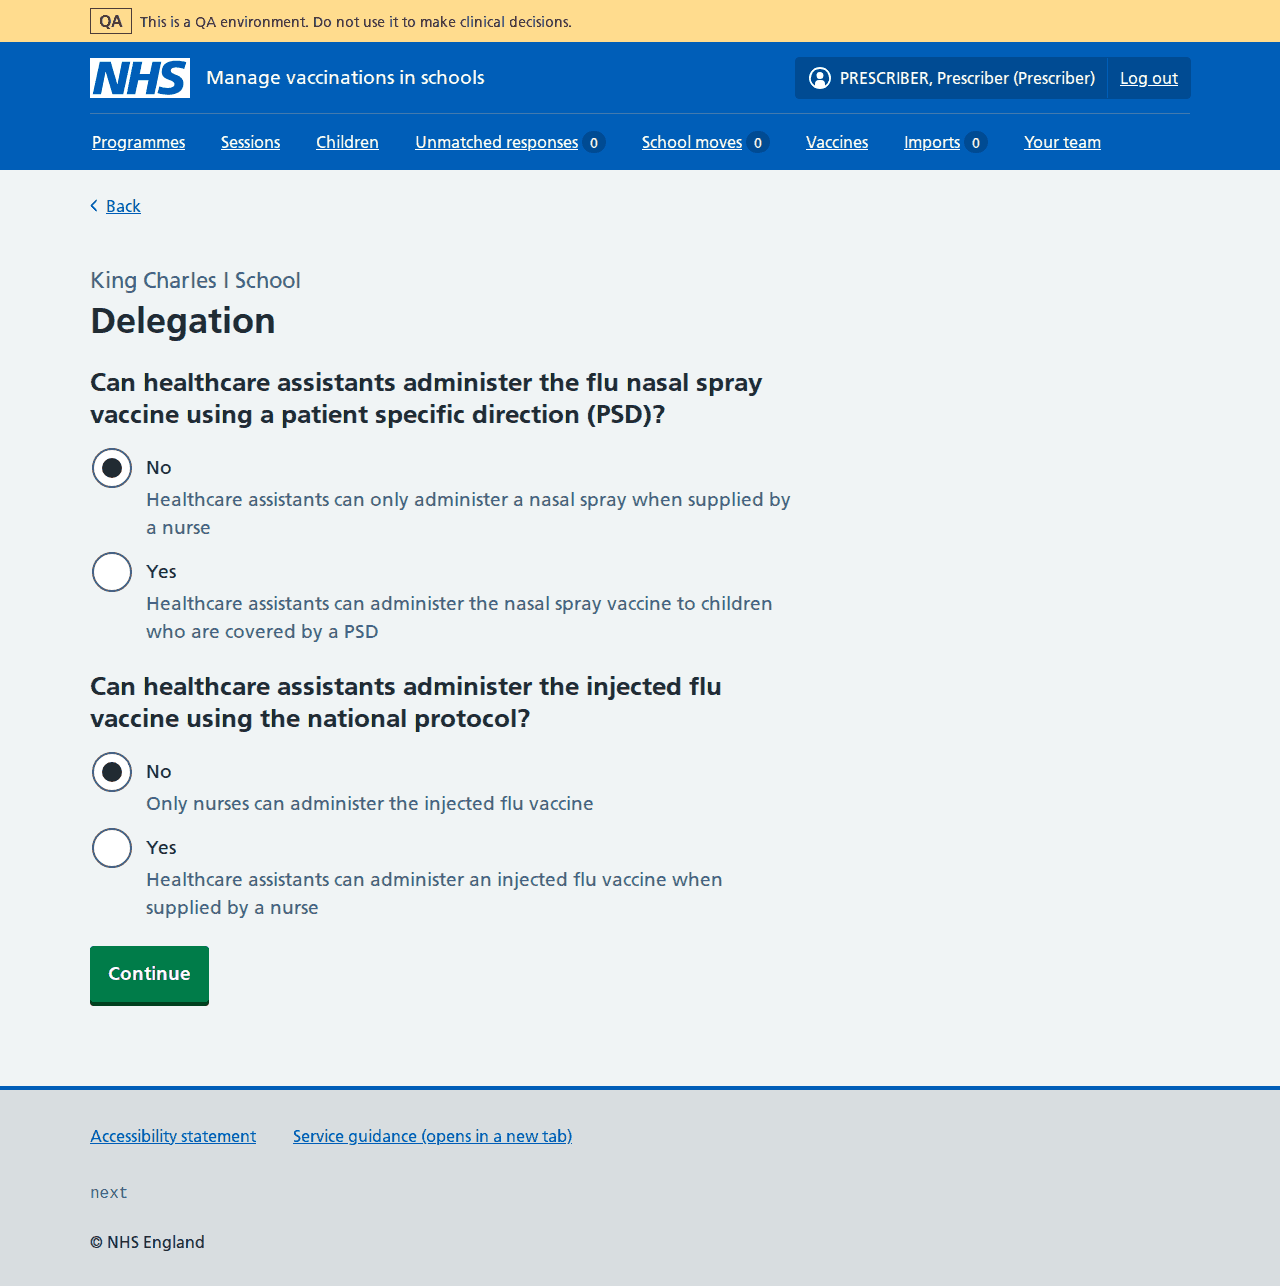 QA This is a QA environment. Do not use it to make clinical decisions.
NHS Manage vaccinations in schools
PRESCRIBER, Prescriber (Prescriber) Log out
Programmes Sessions Children Unmatched responses 0 School moves 0 Vaccines Imports 0 Your team
Back
King Charles I School
Delegation
Can healthcare assistants administer the flu nasal spray
vaccine using a patient specific direction (PSD)?
No
Healthcare assistants can only administer a nasal spray when supplied by
a nurse
Yes
Healthcare assistants can administer the nasal spray vaccine to children
who are covered by a PSD
Can healthcare assistants administer the injected flu
vaccine using the national protocol?
No
Only nurses can administer the injected flu vaccine
Yes
Healthcare assistants can administer an injected flu vaccine when
supplied by a nurse
Continue
Accessibility statement Service guidance (opens in a new tab)
next
© NHS England